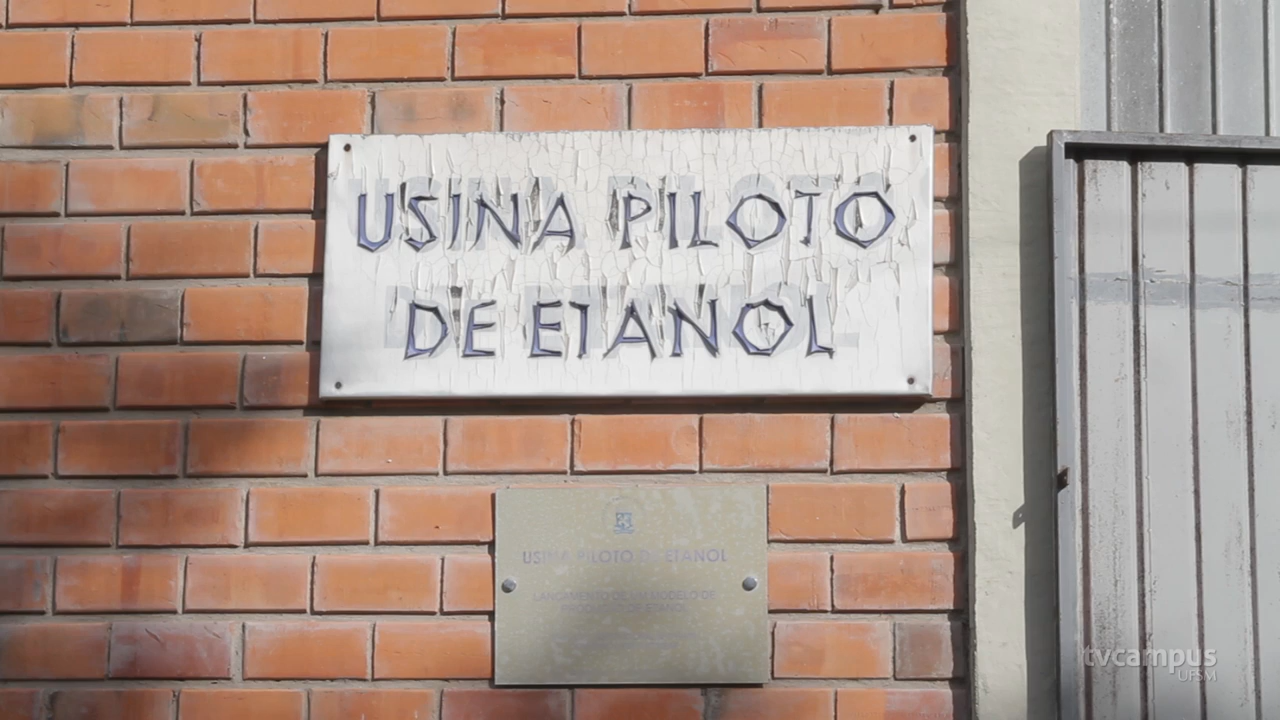 USINA PILOTO
DE ETANOL
USINA PILOTO DE ETANOL
LANÇAMENTO DE UM MODELO DE
PRODUÇÃO DE ETANOL
tvcampus
UFSM